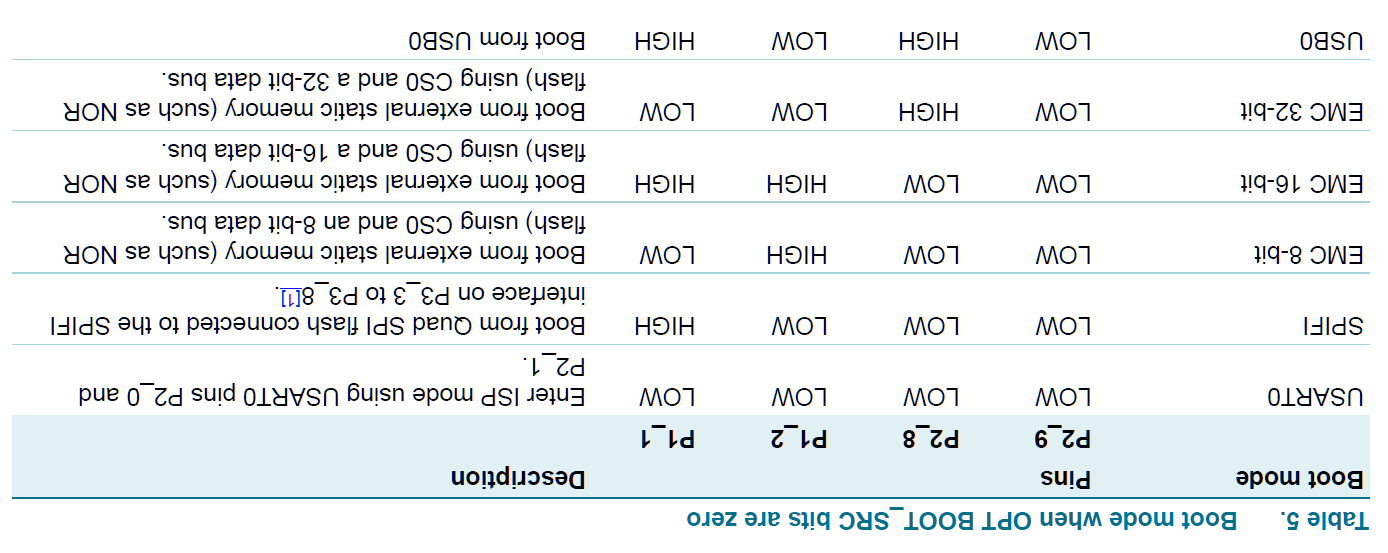 Table 5. Boot mode when OPT BOOT_SRC bits are zero
Boot mode Pins Description
P2_9 P2_8 P1_2 P1_1
USART0 LOW LOW LOW LOW Enter ISP mode using USART0 pins P2_0 and
P2_1.
SPIFI LOW LOW LOW HIGH Boot from Quad SPI flash connected to the SPIFI
interface on P3_3 to P3_8[1].
EMC 8-bit LOW LOW HIGH LOW Boot from external static memory (such as NOR
flash) using CS0 and an 8-bit data bus.
EMC 16-bit LOW LOW HIGH HIGH Boot from external static memory (such as NOR
flash) using CS0 and a 16-bit data bus.
EMC 32-bit LOW HIGH LOW LOW Boot from external static memory (such as NOR
flash) using CS0 and a 32-bit data bus.
USB0 LOW HIGH LOW HIGH Boot from USB0